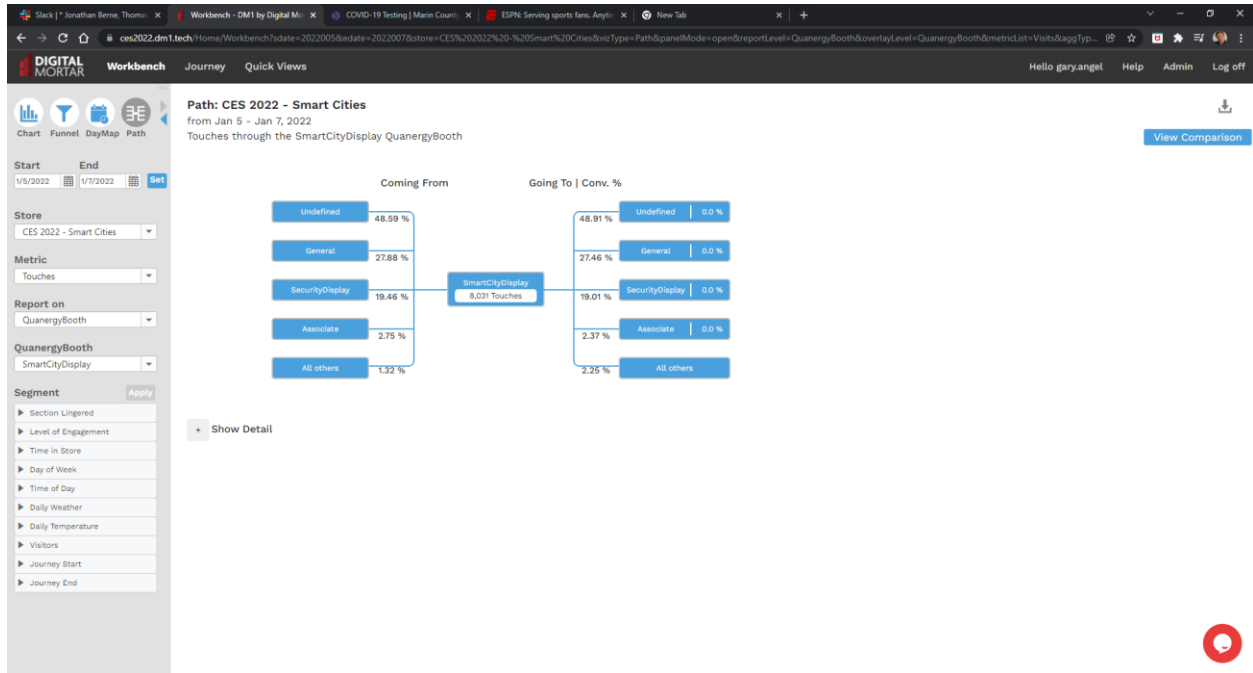 Slack | * Jonathan Berne, Thoma
Workbench - DM1 by Digital Mo
COVID-19 Testing | Marin County
ESPN: Serving sports fans. Anytim
New Tab
ces2022.dm1.tech/Home/Workbench?sdate=2022005&edate=2022007&store=CES%202022%20-%20Smart%20Cities&vizType=Path&panelMode=open&reportLevel=QuanergyBooth&overlayLevel=QuanergyBooth&metricList=Visits&aggTyp...
DIGITAL
MORTAR
Workbench Journey Quick Views
Hello gary.angel Help Admin Log off
Chart Funnel DayMap Path
Start End
1/5/2022 1/7/2022 Set
Store
CES 2022 - Smart Cities
Metric
Touches
Report on
QuanergyBooth
QuanergyBooth
SmartCityDisplay
Segment Apply
Section Lingered
Level of Engagement
Time in Store
Day of Week
Time of Day
Daily Weather
Daily Temperature
Visitors
Journey Start
Journey End
Path: CES 2022 - Smart Cities
from Jan 5 - Jan 7, 2022
Touches through the SmartCityDisplay QuanergyBooth
View Comparison
Coming From Going To | Conv. %
Undefined 48.59 % 48.91 % Undefined 0.0 %
General 27.88 % 27.46 % General 0.0 %
SmartCityDisplay
8,031 Touches
SecurityDisplay 19.46 % 19.01 % SecurityDisplay 0.0 %
Associate 2.75 % 2.37 % Associate 0.0 %
All others 1.32 % 2.25 % All others
+ Show Detail